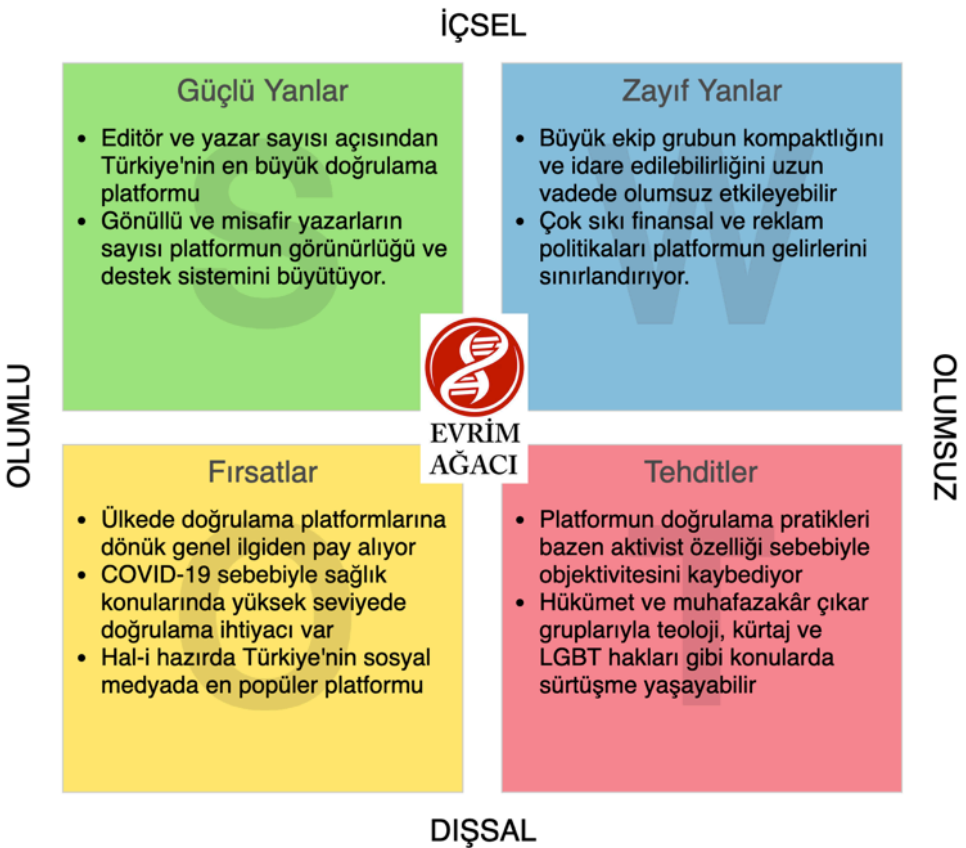 İÇSEL
Güçlü Yanlar
• Editör ve yazar sayısı açısından
Türkiye'nin en büyük doğrulama
platformu
• Gönüllü ve misafir yazarların
sayısı platformun görünürlüğü ve
destek sistemini büyütüyor.
S
Zayıf Yanlar
• Büyük ekip grubun kompaktlığını
ve idare edilebilirliğini uzun
vadede olumsuz etkileyebilir
• Çok sıkı finansal ve reklam
politikaları platformun gelirlerini
sınırlandırıyor.
W
OLUMLU
EVRİM
AĞACI
OLUMSUZ
Fırsatlar
• Ülkede doğrulama platformlarına
dönük genel ilgiden pay alıyor
• COVID-19 sebebiyle sağlık
konularında yüksek seviyede
doğrulama ihtiyacı var
• Hal-i hazırda Türkiye'nin sosyal
medyada en popüler platformu
O
Tehditler
• Platformun doğrulama pratikleri
bazen aktivist özelliği sebebiyle
objektivitesini kaybediyor
• Hükümet ve muhafazakâr çıkar
gruplarıyla teoloji, kürtaj ve
LGBT hakları gibi konularda
sürtüşme yaşayabilir
T
DIŞSAL